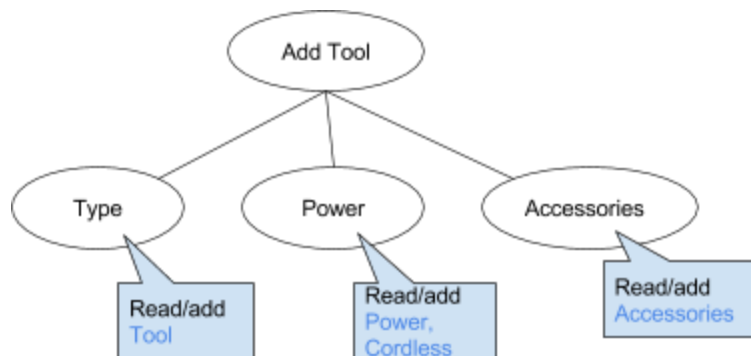 Add Tool
Type
Power
Accessories
Read/add
Tool
Read/add
Power,
Cordless
Read/add
Accessories